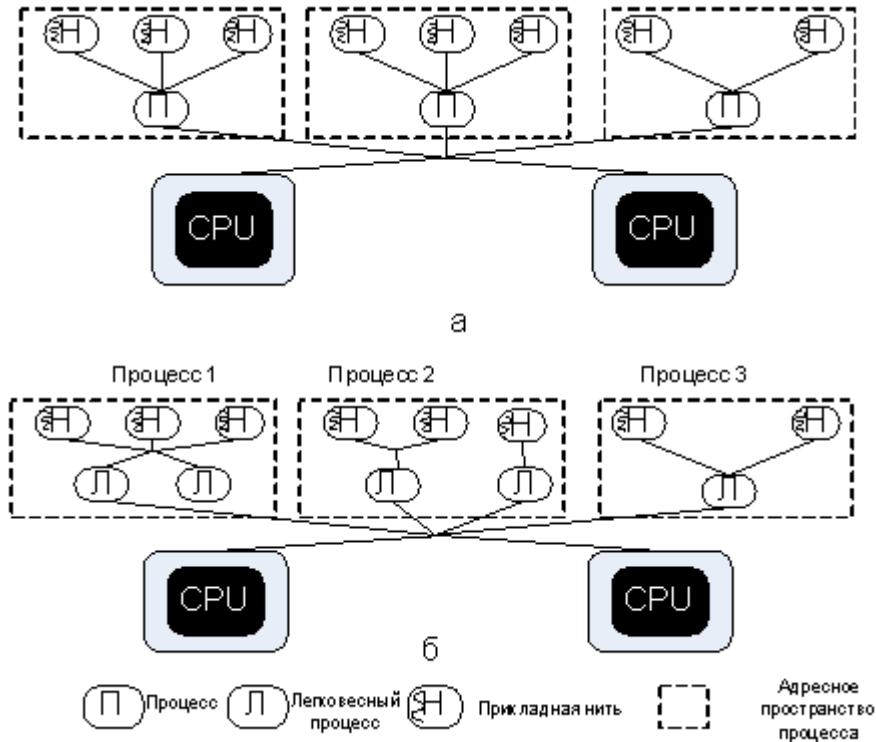 Н Н Н Н Н Н Н Н
П П П
CPU CPU
а
Процесс 1 Процесс 2 Процесс 3
Н Н Н Н Н Н Н Н
Л Л Л Л Л
CPU CPU
б
П Процесс Л Легковесный процесс Н Прикладная нить Адресное пространство процесса